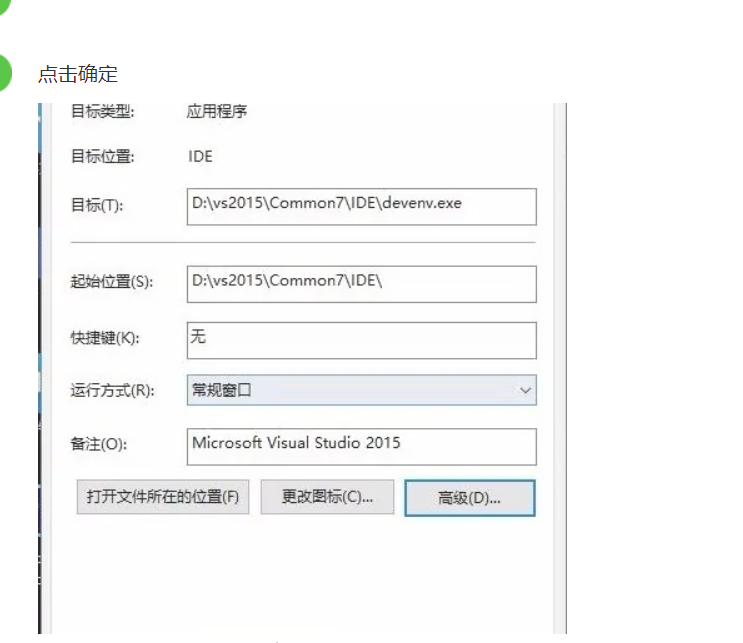 点击确定
目标类型: 应用程序
目标位置: IDE
目标(T): D:\vs2015\Common7\IDE\devenv.exe
起始位置(S): D:\vs2015\Common7\IDE\
快捷键(K): 无
运行方式(R): 常规窗口
备注(O): Microsoft Visual Studio 2015
打开文件所在的位置(F) 更改图标(C)... 高级(D)...